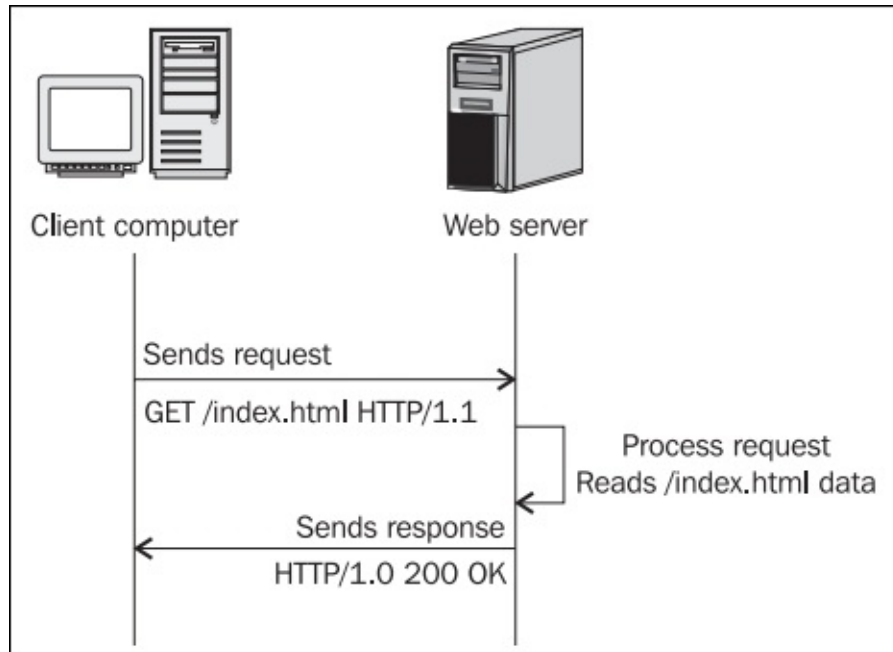 Client computer
Web server
Sends request
GET /index.html HTTP/1.1
Process request
Reads /index.html data
Sends response
HTTP/1.0 200 OK